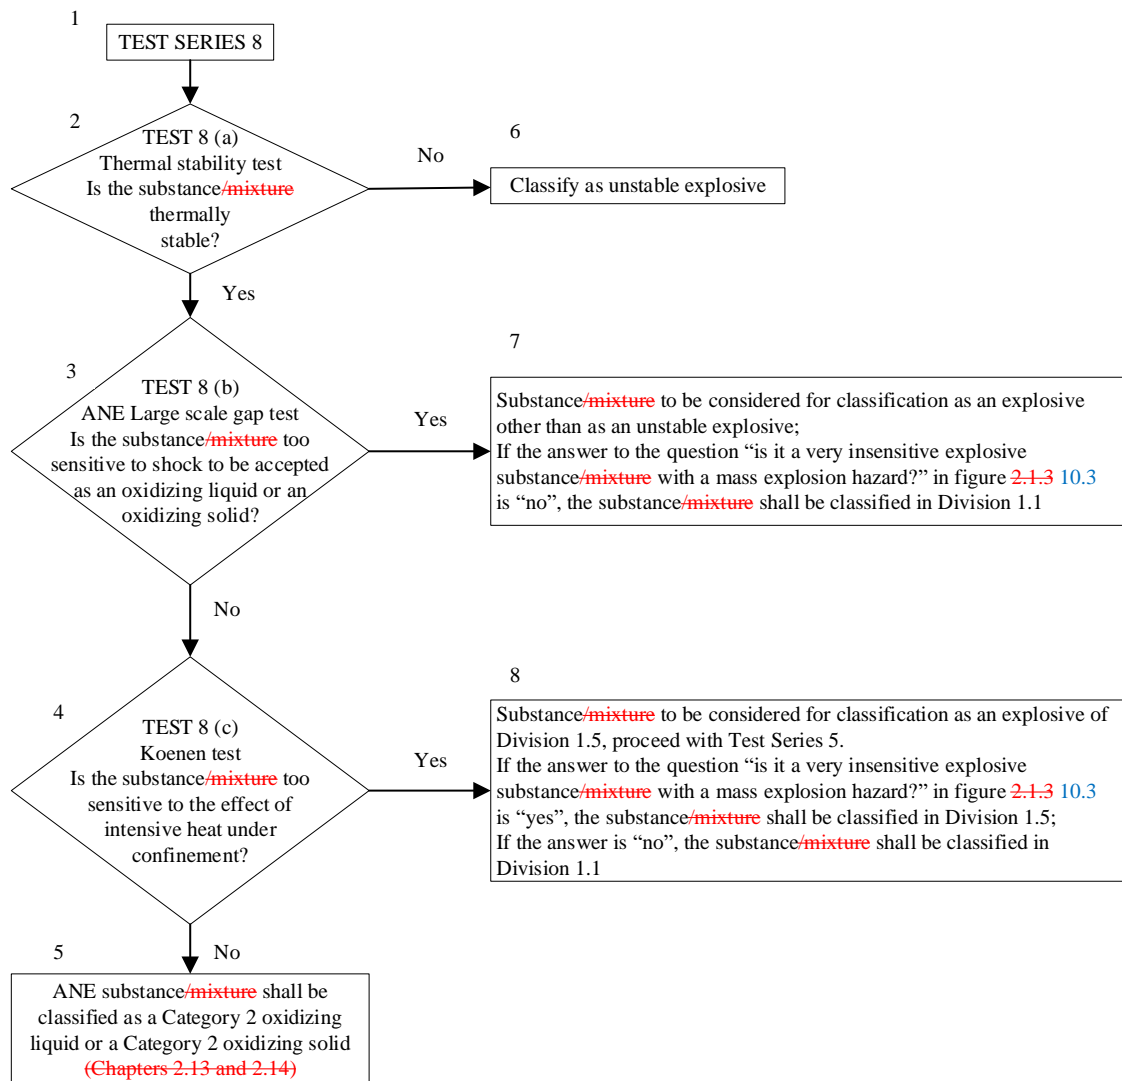 1
TEST SERIES 8
2
TEST 8 (a)
Thermal stability test
Is the substance/mixture
thermally
stable?
No
6
Classify as unstable explosive
Yes
3
TEST 8 (b)
ANE Large scale gap test
Is the substance/mixture too
sensitive to shock to be accepted
as an oxidizing liquid or an
oxidizing solid?
Yes
7
Substance/mixture to be considered for classification as an explosive
other than as an unstable explosive;
If the answer to the question “is it a very insensitive explosive
substance/mixture with a mass explosion hazard?” in figure 2.1.3 10.3
is “no”, the substance/mixture shall be classified in Division 1.1
No
4
TEST 8 (c)
Koenen test
Is the substance/mixture too
sensitive to the effect of
intensive heat under
confinement?
Yes
8
Substance/mixture to be considered for classification as an explosive of
Division 1.5, proceed with Test Series 5.
If the answer to the question “is it a very insensitive explosive
substance/mixture with a mass explosion hazard?” in figure 2.1.3 10.3
is “yes”, the substance/mixture shall be classified in Division 1.5;
If the answer is “no”, the substance/mixture shall be classified in
Division 1.1
No
5
ANE substance/mixture shall be
classified as a Category 2 oxidizing
liquid or a Category 2 oxidizing solid
(Chapters 2.13 and 2.14)